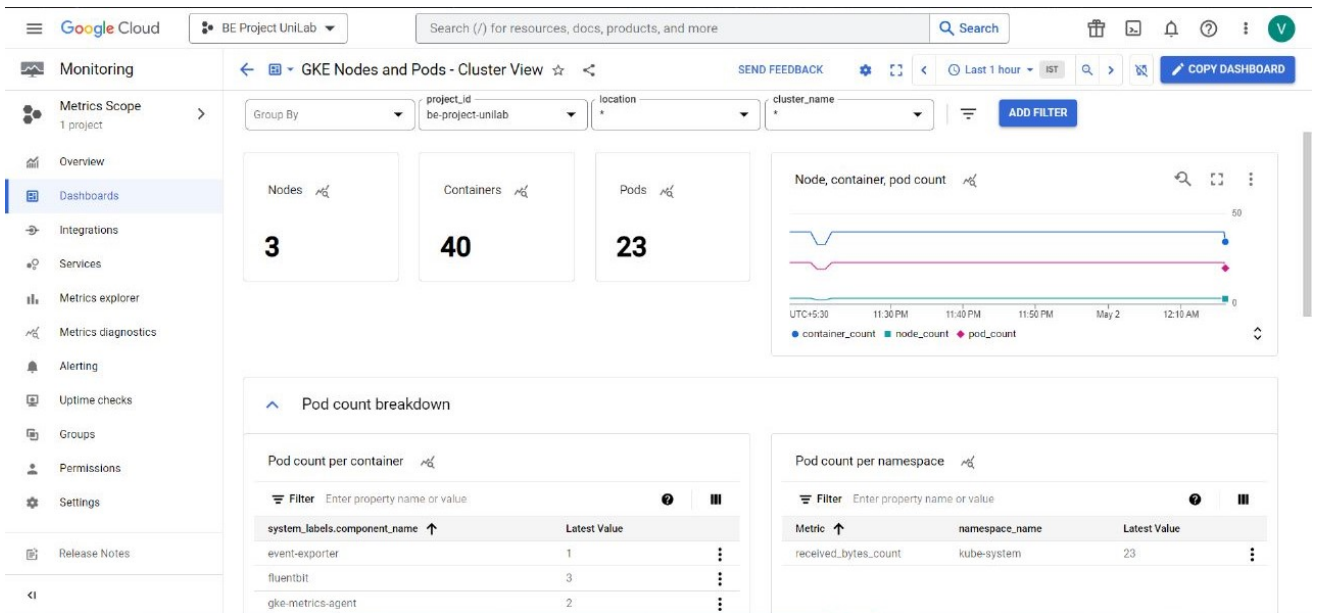 Google Cloud
BE Project UniLab
Search (/) for resources, docs, products, and more
Search
V
Monitoring
GKE Nodes and Pods - Cluster View
SEND FEEDBACK
Last 1 hour
IST
COPY DASHBOARD
Metrics Scope
1 project
Group By
project_id
be-project-unilab
location
*
cluster_name
*
ADD FILTER
Overview
Dashboards
Integrations
Services
Metrics explorer
Metrics diagnostics
Alerting
Uptime checks
Groups
Permissions
Settings
Release Notes
Nodes
3
Containers
40
Pods
23
Node, container, pod count
50
0
UTC+5:30 11:30 PM 11:40 PM 11:50 PM May 2 12:10 AM
container_count node_count pod_count
Pod count breakdown
Pod count per container
Filter Enter property name or value
system_labels.component_name Latest Value
event-exporter 1
fluentbit 3
gke-metrics-agent 2
Pod count per namespace
Filter Enter property name or value
Metric namespace_name Latest Value
received_bytes_count kube-system 23